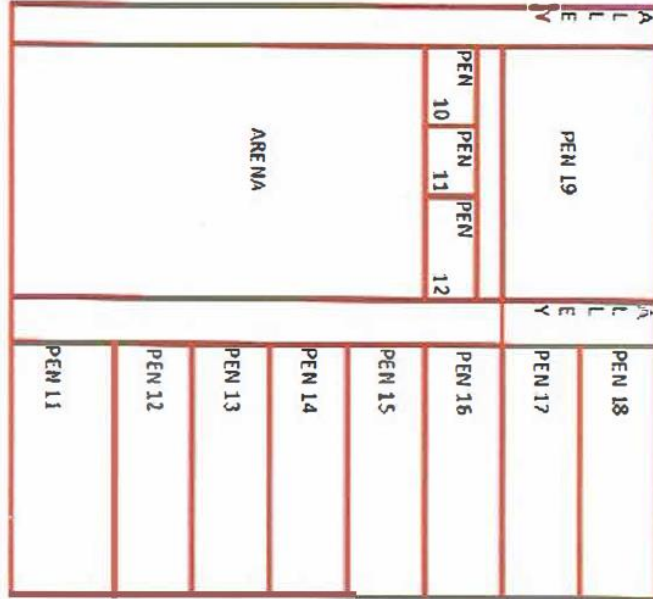 ALLEY
PEN 19
ALLEY
PEN 18
PEN 17
PEN
10
PEN
11
PEN
12
PEN 16
PEN 15
ARENA
PEN 14
PEN 13
PEN 12
PEN 11